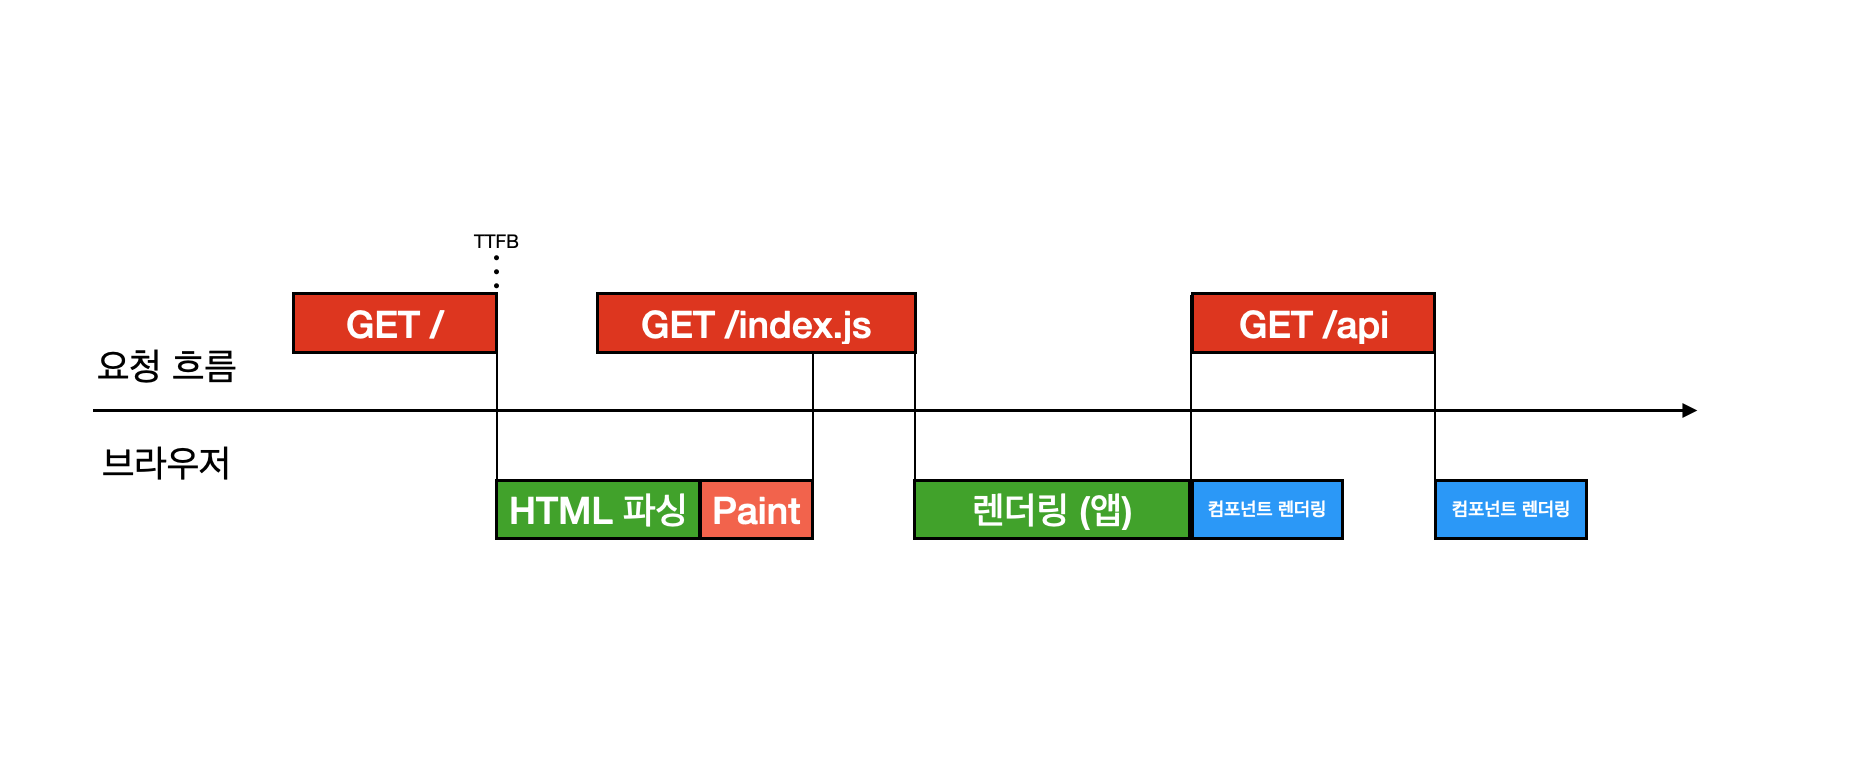 TTFB
GET /
GET /index.js
GET /api
요청 흐름
브라우저
HTML 파싱
Paint
렌더링 (앱)
컴포넌트 렌더링
컴포넌트 렌더링